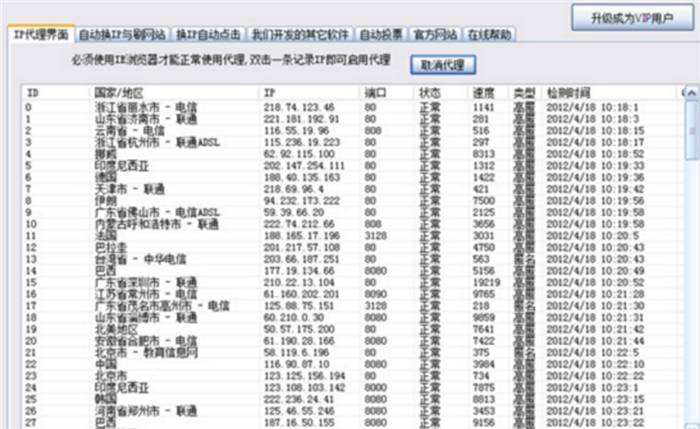 升级成为VIP用户
IP代理界面 自动换IP与刷网站 换IP自动点击 我们开发的其它软件 自动投票 官方网站 在线帮助
必须使用IE浏览器才能正常使用代理,双击一条记录IP即可启用代理 取消代理
ID 国家/地区 IP 端口 状态 速度 类型 检测时间
0 浙江省丽水市 - 电信 218.74.123.46 80 正常 1141 高匿 2012/4/18 10:18:1
1 山东省济南市 - 联通 221.181.192.91 80 正常 281 高匿 2012/4/18 10:18:3
2 云南省 - 电信 116.55.19.96 808 正常 516 高匿 2012/4/18 10:18:15
3 浙江省杭州市 - 联通ADSL 115.236.19.223 80 正常 297 高匿 2012/4/18 10:18:17
4 挪威 62.92.115.100 80 正常 8313 高匿 2012/4/18 10:18:52
5 印度尼西亚 202.147.254.111 80 正常 1312 高匿 2012/4/18 10:19:33
6 德国 188.40.135.163 80 正常 1422 高匿 2012/4/18 10:19:36
7 天津市 - 联通 218.69.96.4 80 正常 421 高匿 2012/4/18 10:19:42
8 伊朗 94.232.173.222 80 正常 7500 高匿 2012/4/18 10:19:56
9 广东省佛山市 - 电信ADSL 59.39.66.20 80 正常 2125 高匿 2012/4/18 10:19:58
10 内蒙古呼和浩特市 - 联通 222.74.212.66 808 正常 3656 高匿 2012/4/18 10:19:58
11 法国 188.165.17.196 3128 正常 3031 高匿 2012/4/18 10:20:5
12 巴拉圭 201.217.57.108 80 正常 4750 高匿 2012/4/18 10:20:43
13 台湾省 - 中华电信 203.66.187.251 80 正常 563 匿名 2012/4/18 10:20:43
14 巴西 177.19.134.66 8080 正常 5156 高匿 2012/4/18 10:20:49
15 广东省深圳市 - 联通 210.22.13.104 80 正常 19219 高匿 2012/4/18 10:20:52
16 江苏省常州市 - 电信 61.160.202.201 8090 正常 9765 高匿 2012/4/18 10:21:28
17 广东省茂名市高州市 - 电信 125.88.75.151 3128 正常 218 匿名 2012/4/18 10:21:30
18 山东省淄博市 - 联通 60.210.0.30 8080 正常 9859 高匿 2012/4/18 10:21:31
19 北美地区 50.57.175.200 80 正常 7641 高匿 2012/4/18 10:21:42
20 安徽省合肥市 - 电信 61.190.28.166 8080 正常 7422 高匿 2012/4/18 10:21:44
21 北京市 - 教育信息网 58.119.6.196 80 正常 375 匿名 2012/4/18 10:22:5
22 中国 116.90.87.10 8080 正常 3984 高匿 2012/4/18 10:22:10
23 北京市 123.125.156.194 80 正常 734 高匿 2012/4/18 10:22:22
24 印度尼西亚 123.108.103.142 8000 正常 7875 高匿 2012/4/18 10:23:1
25 韩国 222.236.24.41 8080 正常 8813 高匿 2012/4/18 10:23:15
26 河南省郑州市 - 联通 125.46.55.246 8080 正常 3453 高匿 2012/4/18 10:23:21
27 巴西 187.16.50.155 8080 正常 9156 高匿 2012/4/18 10:23:22